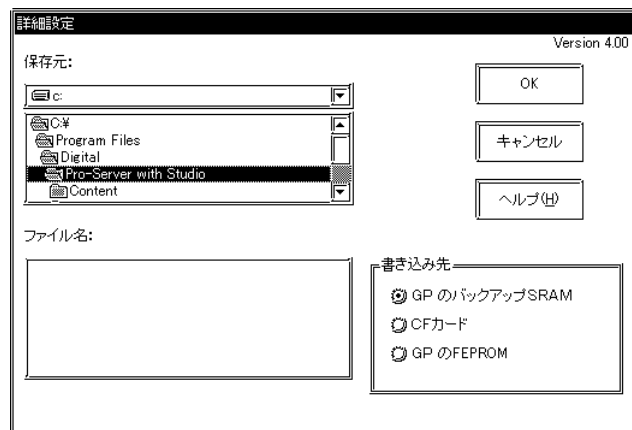 詳細設定
Version 4.00
保存元:
c:
C:¥
Program Files
Digital
Pro-Server with Studio
Content
OK
キャンセル
ヘルプ(H)
ファイル名:
書き込み先
GP のバックアップSRAM
CFカード
GP のFEPROM